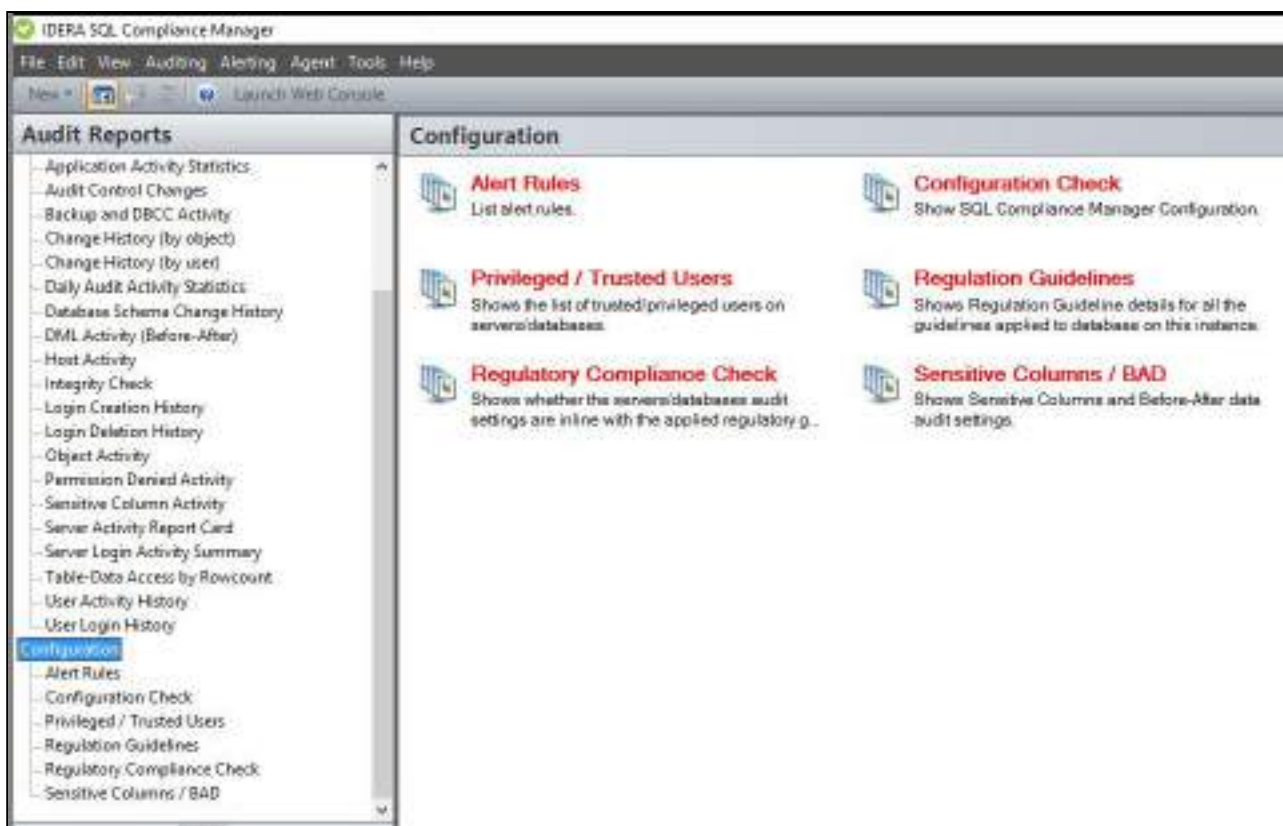 IDERA SQL Compliance Manager
File Edit View Auditing Alerting Agent Tools Help
New Launch Web Console
Audit Reports
Application Activity Statistics
Audit Control Changes
Backup and DBCC Activity
Change History (by object)
Change History (by user)
Daily Audit Activity Statistics
Database Schema Change History
DML Activity (Before-After)
Host Activity
Integrity Check
Login Creation History
Login Deletion History
Object Activity
Permission Denied Activity
Sensitive Column Activity
Server Activity Report Card
Server Login Activity Summary
Table-Data Access by Rowcount
User Activity History
User Login History
Configuration
Alert Rules
Configuration Check
Privileged / Trusted Users
Regulation Guidelines
Regulatory Compliance Check
Sensitive Columns / BAD
Configuration
Alert Rules
List alert rules.
Configuration Check
Show SQL Compliance Manager Configuration.
Privileged / Trusted Users
Shows the list of trusted/privileged users on
servers/databases.
Regulation Guidelines
Shows Regulation Guideline details for all the
guidelines applied to database on this instance.
Regulatory Compliance Check
Shows whether the servers/databases audit
settings are inline with the applied regulatory g...
Sensitive Columns / BAD
Shows Sensitive Columns and Before-After data
audit settings.